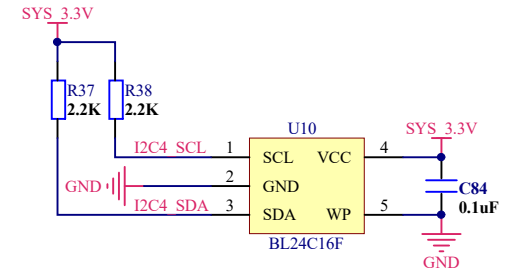 SYS_3.3V
R37 R38
2.2K 2.2K
U10
I2C4_SCL 1 SCL VCC 4 SYS_3.3V
GND 2 GND
C84
0.1uF
I2C4_SDA 3 SDA WP 5
BL24C16F
GND